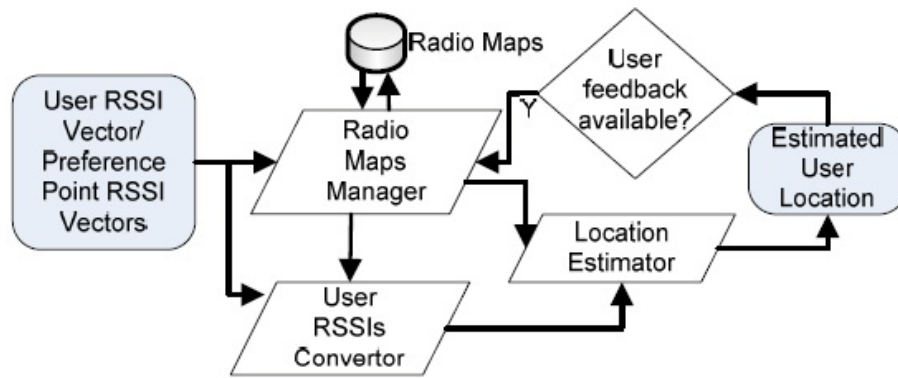 Radio Maps
User RSSI
Vector/
Preference
Point RSSI
Vectors
Radio
Maps
Manager
User
feedback
available?
Y
Estimated
User
Location
Location
Estimator
User
RSSIs
Convertor